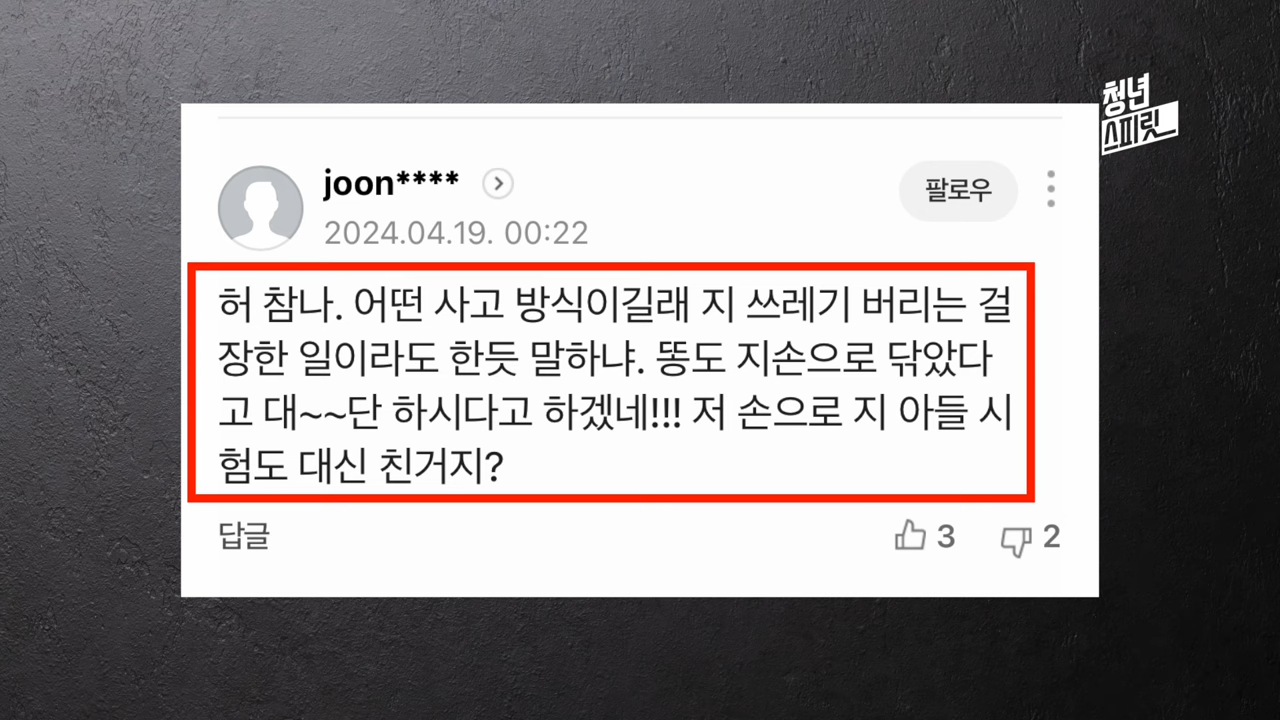 청년
스피릿
joon****
팔로우
2024.04.19. 00:22
허 참나. 어떤 사고 방식이길래 지 쓰레기 버리는 걸
장한 일이라도 한듯 말하냐. 똥도 지손으로 닦았다
고 대~~단 하시다고 하겠네!!! 저 손으로 지 아들 시
험도 대신 친거지?
답글
3
2